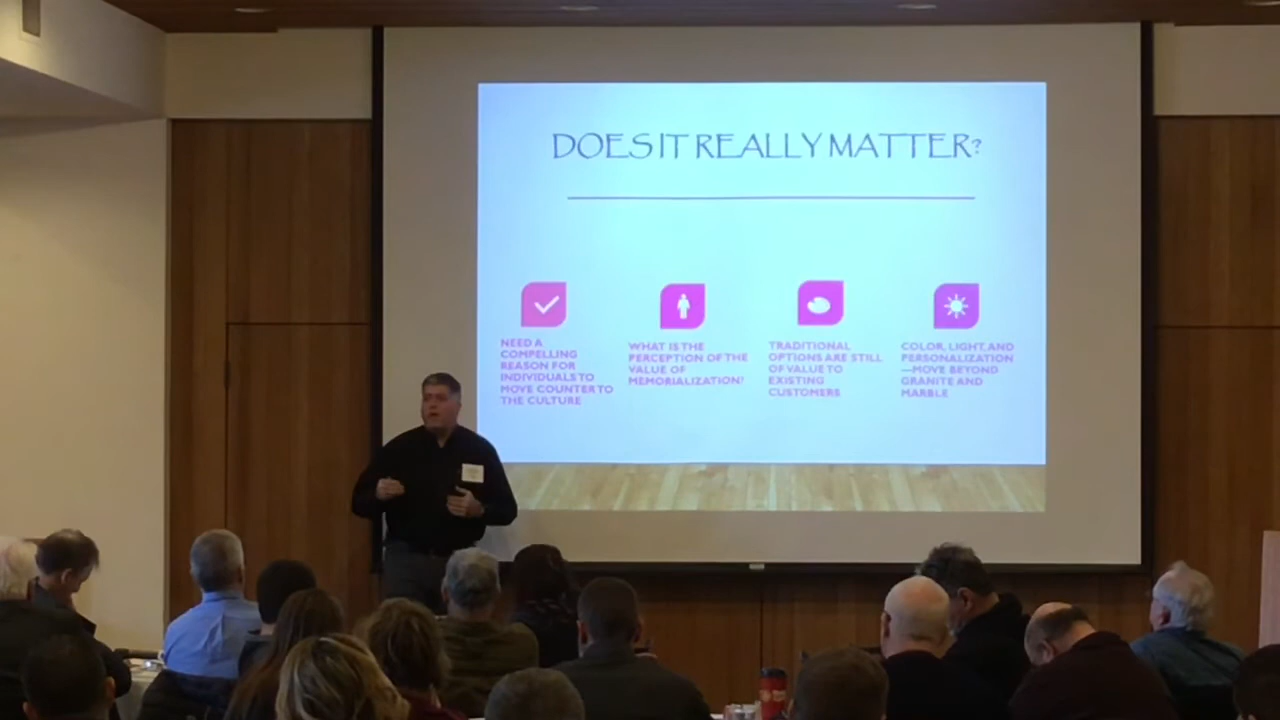 DOES IT REALLY MATTER?
NEED A
COMPELLING
REASON FOR
INDIVIDUALS TO
MOVE COUNTER TO
THE CULTURE
WHAT IS THE
PERCEPTION OF THE
VALUE OF
MEMORIALIZATION?
TRADITIONAL
OPTIONS ARE STILL
OF VALUE TO
EXISTING
CUSTOMERS
COLOR, LIGHT, AND
PERSONALIZATION
—MOVE BEYOND
GRANITE AND
MARBLE